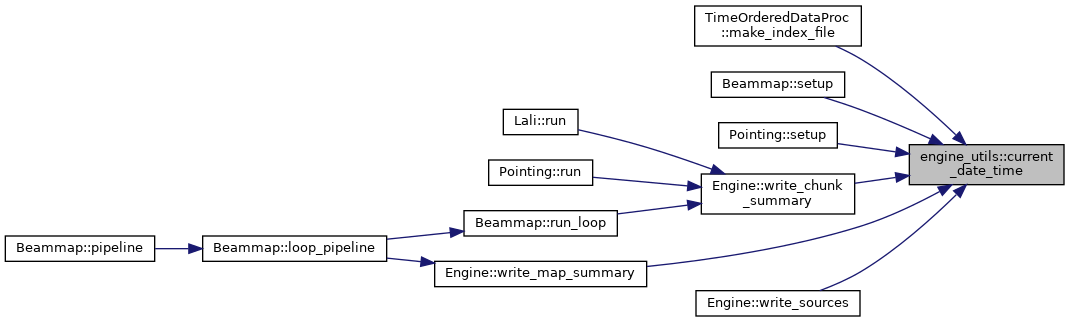 TimeOrderedDataProc
::make_index_file
Beammap::setup
Lali::run
Pointing::setup
engine_utils::current
_date_time
Pointing::run
Engine::write_chunk
_summary
Beammap::run_loop
Beammap::pipeline
Beammap::loop_pipeline
Engine::write_map_summary
Engine::write_sources